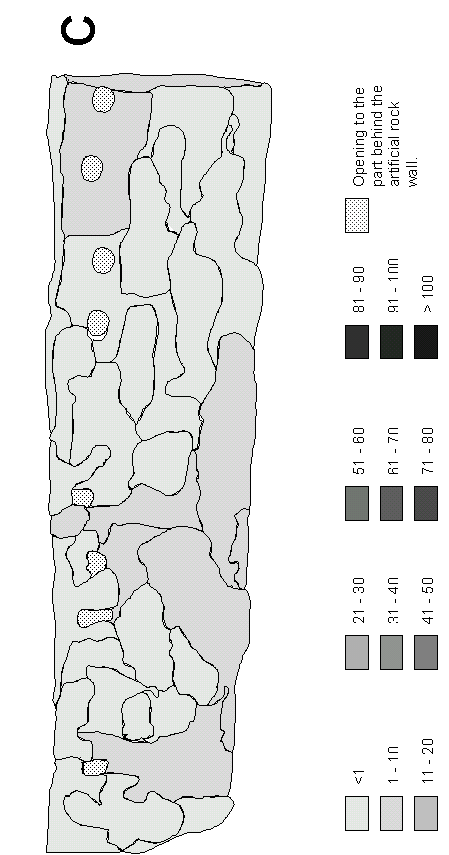 C
<1
1 - 10
11 - 20
21 - 30
31 - 40
41 - 50
51 - 60
61 - 70
71 - 80
81 - 90
91 - 100
> 100
Opening to the
part behind the
artificial rock
wall.